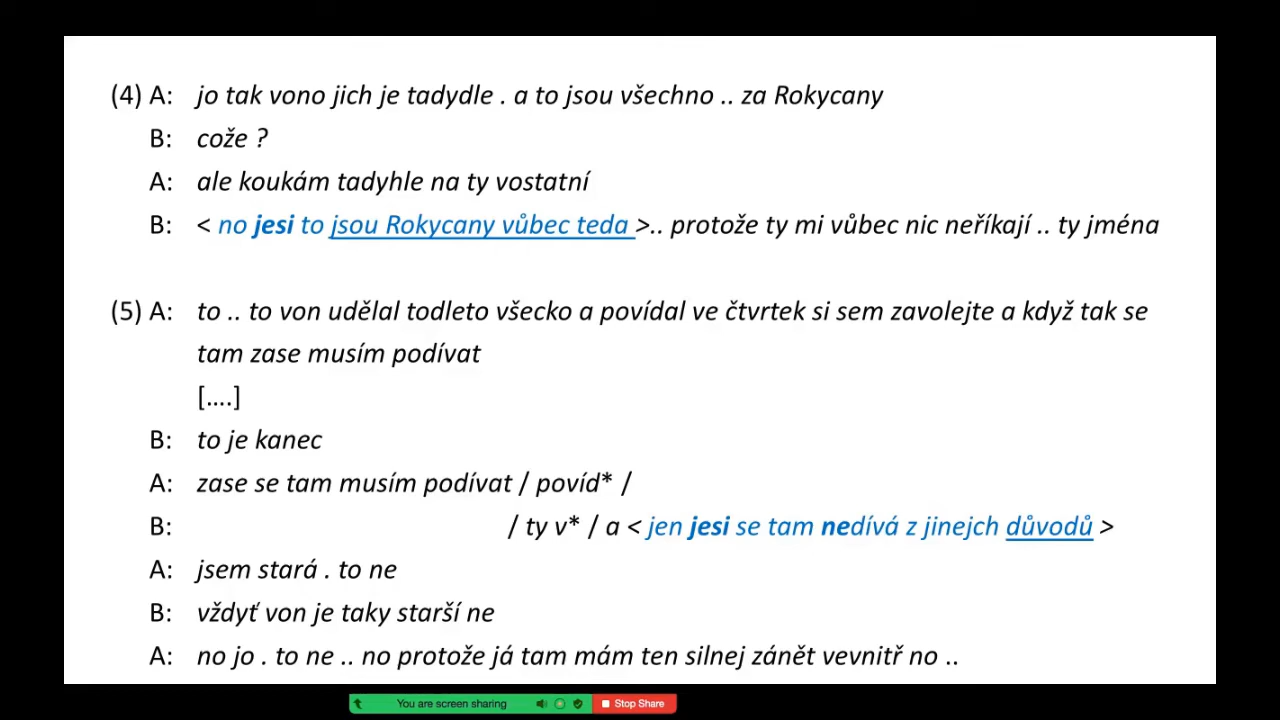 (4) A: jo tak vono jich je tadydle . a to jsou všechno .. za Rokycany
B: cože ?
A: ale koukám tadyhle na ty vostatní
B: < no jesi to jsou Rokycany vůbec teda >.. protože ty mi vůbec nic neříkají .. ty jména
(5) A: to .. to von udělal todleto všecko a povídal ve čtvrtek si sem zavolejte a když tak se
tam zase musím podívat
[....]
B: to je kanec
A: zase se tam musím podívat / povíd* /
B: / ty v* / a < jen jesi se tam nedívá z jinejch důvodů >
A: jsem stará . to ne
B: vždyť von je taky starší ne
A: no jo . to ne .. no protože já tam mám ten silnej zánět vevnitř no ..
You are screen sharing Stop Share